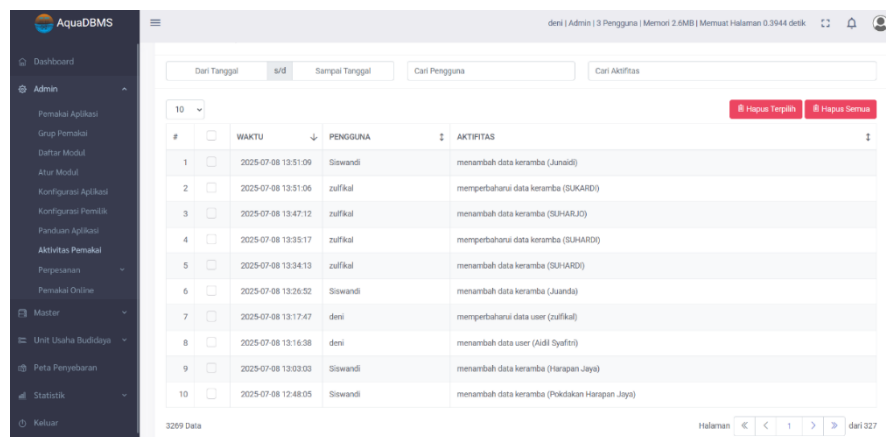 AquaDBMS
deni | Admin | 3 Pengguna | Memori 2.6MB | Memuat Halaman 0.3944 detik
Dashboard
Admin
Pemakai Aplikasi
Grup Pemakai
Daftar Modul
Atur Modul
Konfigurasi Aplikasi
Konfigurasi Pemilik
Panduan Aplikasi
Aktivitas Pemakai
Perpesanan
Pemakai Online
Master
Unit Usaha Budidaya
Peta Penyebaran
Statistik
Keluar
Dari Tanggal s/d Sampai Tanggal Cari Pengguna Cari Aktifitas
10 Hapus Terpilih Hapus Semua
# WAKTU PENGGUNA AKTIFITAS
1 2025-07-08 13:51:09 Siswandi menambah data keramba (Junaidi)
2 2025-07-08 13:51:06 zulfikal memperbaharui data keramba (SUKARDI)
3 2025-07-08 13:47:12 zulfikal menambah data keramba (SUHARJO)
4 2025-07-08 13:35:17 zulfikal memperbaharui data keramba (SUHARDI)
5 2025-07-08 13:34:13 zulfikal menambah data keramba (SUHARDI)
6 2025-07-08 13:26:52 Siswandi menambah data keramba (Juanda)
7 2025-07-08 13:17:47 deni memperbaharui data user (zulfikal)
8 2025-07-08 13:16:38 deni menambah data user (Aidil Syafitri)
9 2025-07-08 13:03:03 Siswandi menambah data keramba (Harapan Jaya)
10 2025-07-08 12:48:05 Siswandi menambah data keramba (Pokdakan Harapan Jaya)
3269 Data Halaman 1 dari 327